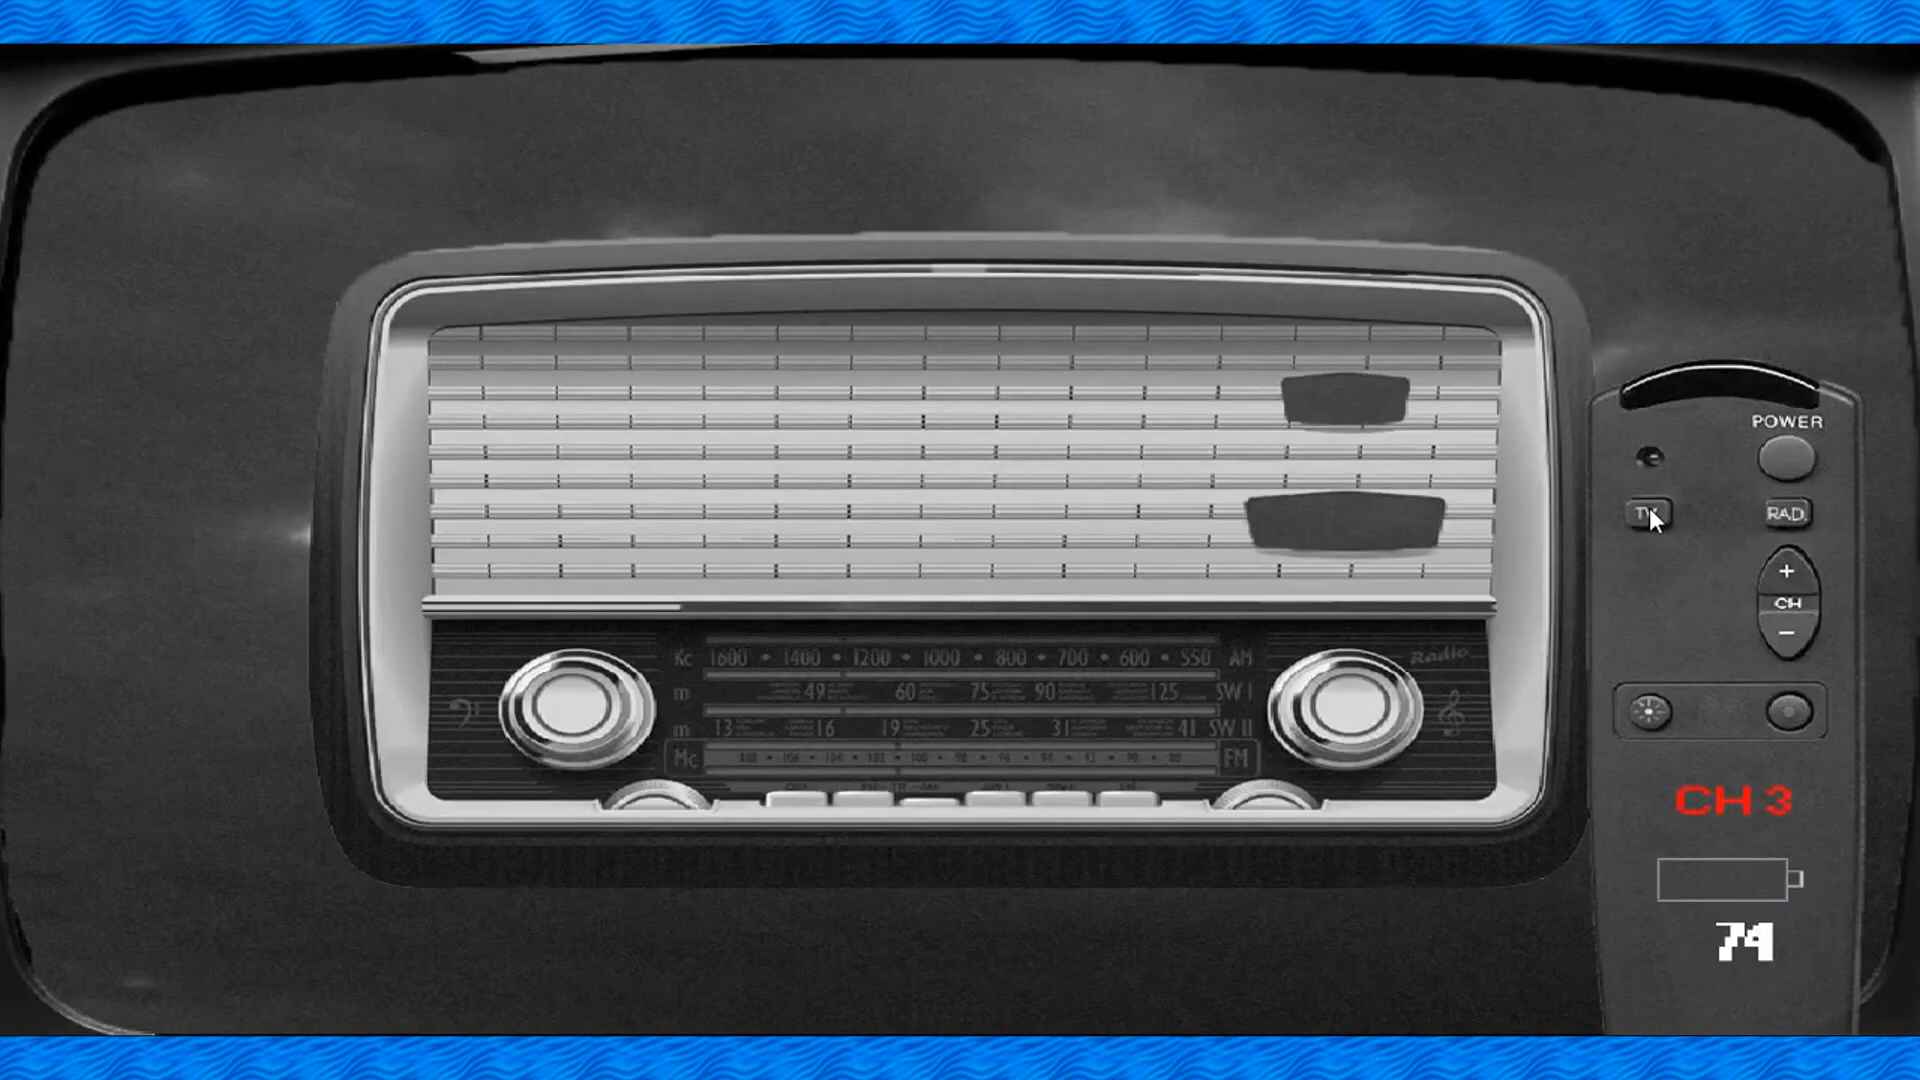 POWER
TV
RAD.
+
CH
−
Kc 1600 • 1400 • 1200 • 1000 • 800 • 700 • 600 • 550 AM
Radio
m 49 60 75 90 125 SW I
m 13 16 19 25 31 41 SW II
Mc FM
CH 3
74